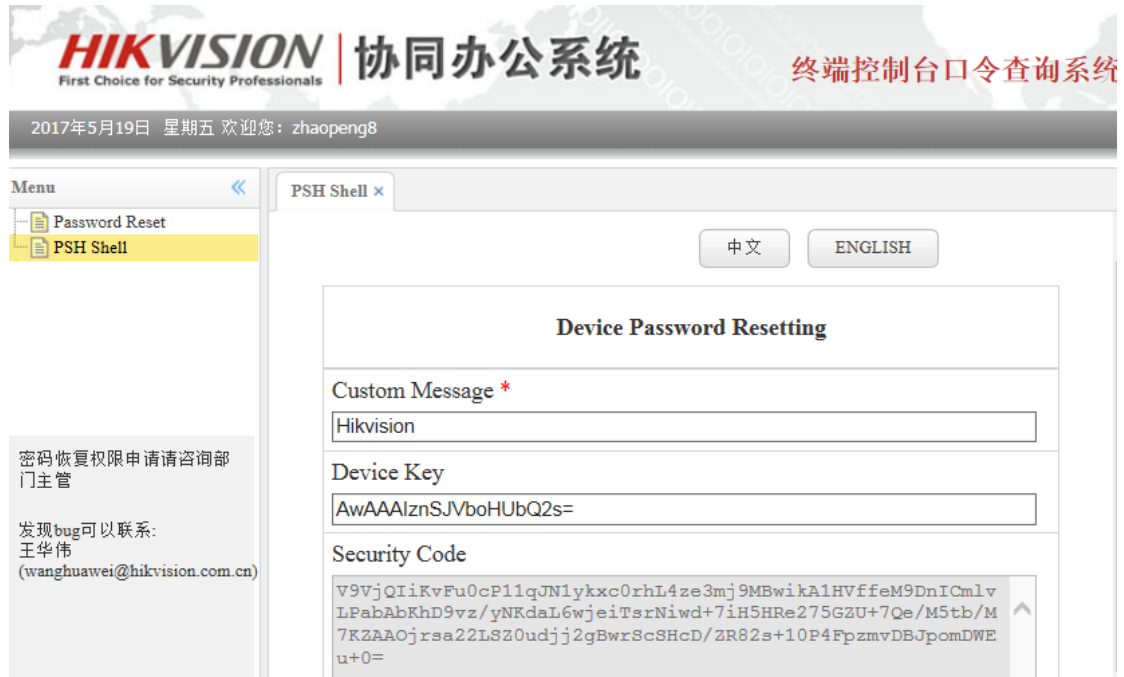 HIKVISION
First Choice for Security Professionals
协同办公系统
终端控制台口令查询系统
2017年5月19日 星期五 欢迎您：zhaopeng8
Menu
Password Reset
PSH Shell
密码恢复权限申请请咨询部
门主管
发现bug可以联系:
王华伟
(wanghuawei@hikvision.com.cn)
PSH Shell ×
中文
ENGLISH
Device Password Resetting
Custom Message *
Hikvision
Device Key
AwAAAIznSJVboHUbQ2s=
Security Code
V9VjQIiKvFu0cP11qJN1ykxc0rhL4ze3mj9MBwikA1HVffeM9DnICmlv
LPabAbKhD9vz/yNKdaL6wjeiTsrNiwd+7iH5HRe275GZU+7Qe/M5tb/M
7KZAAOjrsa22LSZ0udjj2gBwrScSHcD/ZR82s+10P4FpzmvDBJpomDWE
u+0=